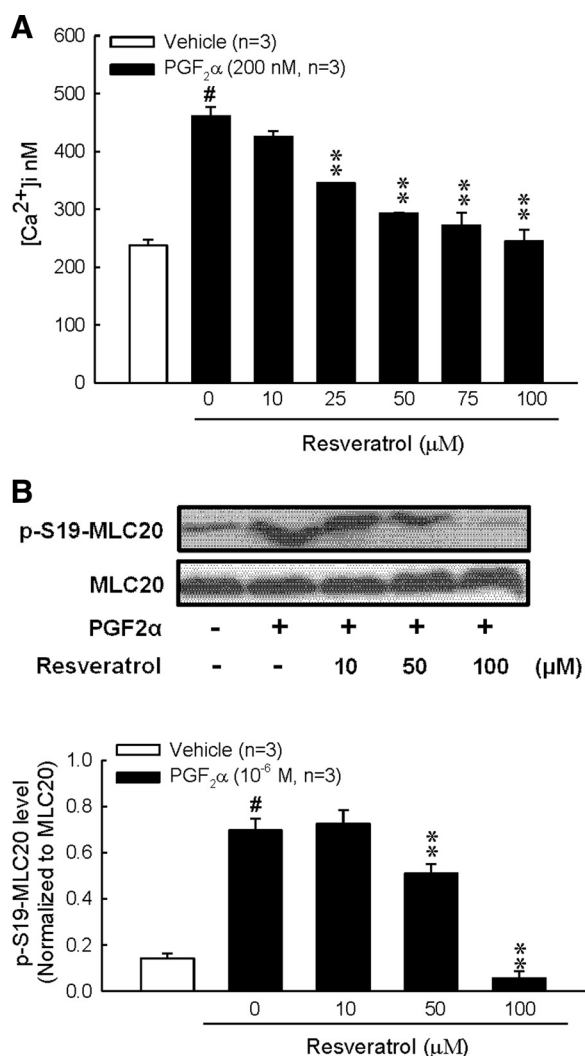 A
Vehicle (n=3)
PGF2α (200 nM, n=3)
[Ca2+]i nM
600
500
400
300
200
100
0
#
**
**
**
**
0 10 25 50 75 100
Resveratrol (µM)
B
p-S19-MLC20
MLC20
PGF2α - + + + +
Resveratrol - - 10 50 100 (µM)
Vehicle (n=3)
PGF2α (10-6 M, n=3)
p-S19-MLC20 level
(Normalized to MLC20)
1.0
0.8
0.6
0.4
0.2
0.0
#
**
**
0 10 50 100
Resveratrol (µM)